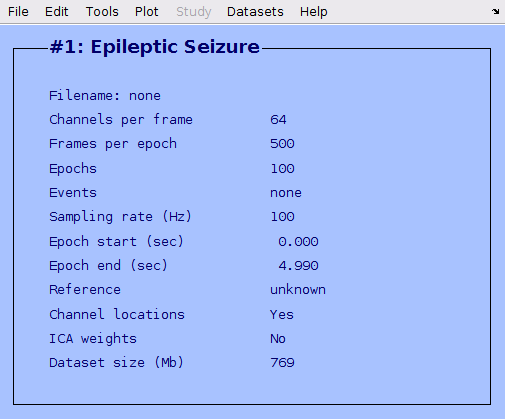 File Edit Tools Plot Study Datasets Help
#1: Epileptic Seizure
Filename: none
Channels per frame 64
Frames per epoch 500
Epochs 100
Events none
Sampling rate (Hz) 100
Epoch start (sec) 0.000
Epoch end (sec) 4.990
Reference unknown
Channel locations Yes
ICA weights No
Dataset size (Mb) 769